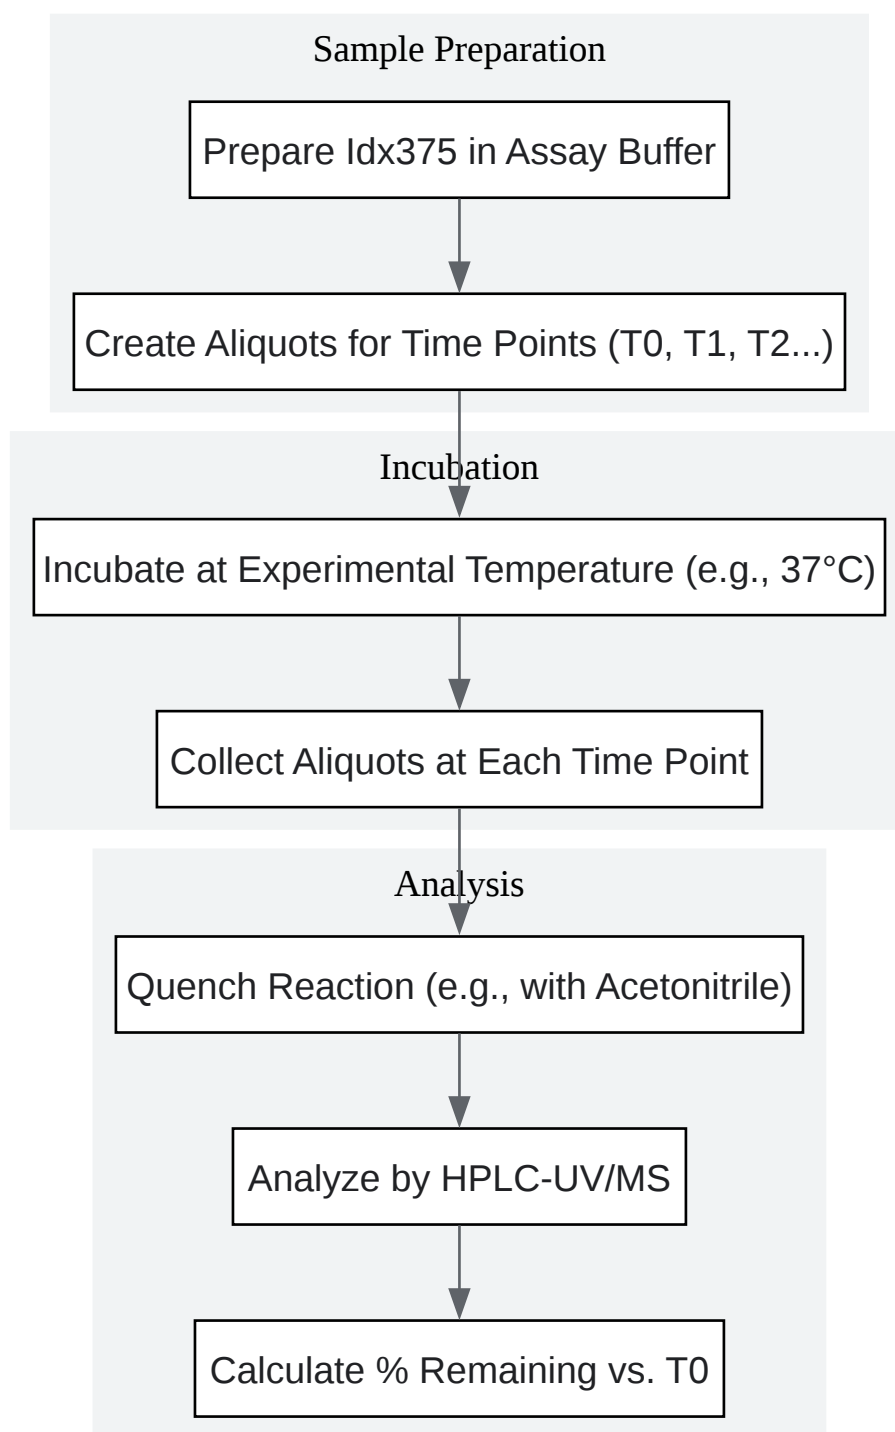 Sample Preparation
Prepare Idx375 in Assay Buffer
Create Aliquots for Time Points (T0, T1, T2...)
Incubation
Incubate at Experimental Temperature (e.g., 37°C)
Collect Aliquots at Each Time Point
Analysis
Quench Reaction (e.g., with Acetonitrile)
Analyze by HPLC-UV/MS
Calculate % Remaining vs. T0